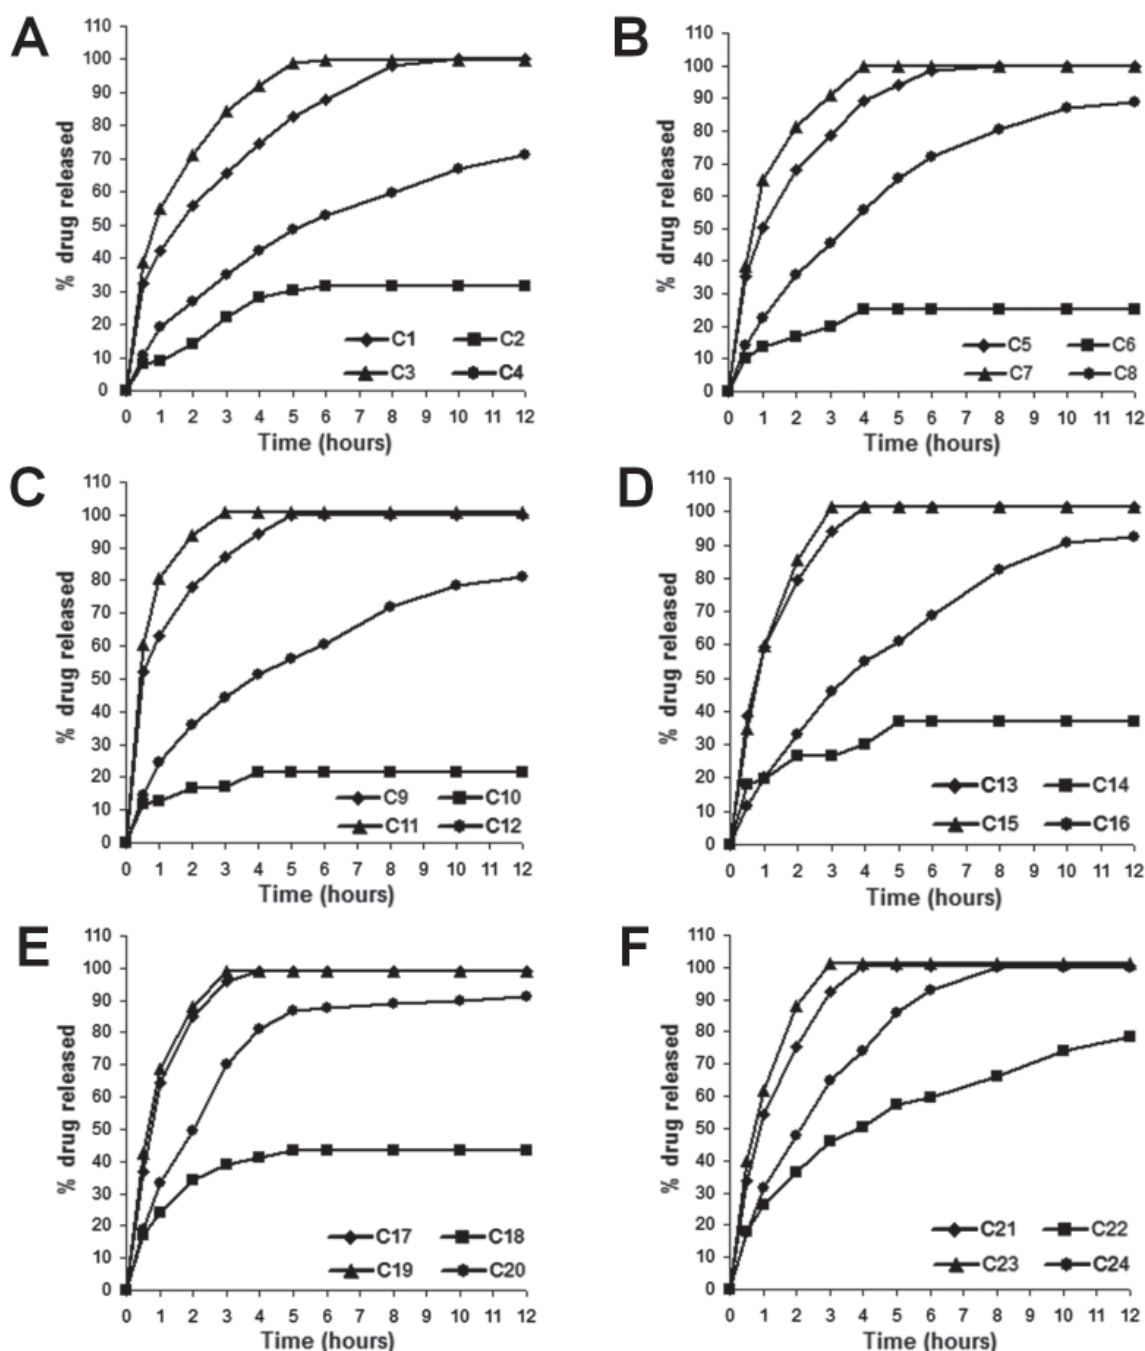 A
110
100
90
80
70
60
50
40
30
20
10
0
% drug released
C1 C2
C3 C4
0 1 2 3 4 5 6 7 8 9 10 11 12
Time (hours)
B
110
100
90
80
70
60
50
40
30
20
10
0
% drug released
C5 C6
C7 C8
0 1 2 3 4 5 6 7 8 9 10 11 12
Time (hours)
C
110
100
90
80
70
60
50
40
30
20
10
0
% drug released
C9 C10
C11 C12
0 1 2 3 4 5 6 7 8 9 10 11 12
Time (hours)
D
110
100
90
80
70
60
50
40
30
20
10
0
% drug released
C13 C14
C15 C16
0 1 2 3 4 5 6 7 8 9 10 11 12
Time (hours)
E
110
100
90
80
70
60
50
40
30
20
10
0
% drug released
C17 C18
C19 C20
0 1 2 3 4 5 6 7 8 9 10 11 12
Time (hours)
F
110
100
90
80
70
60
50
40
30
20
10
0
% drug released
C21 C22
C23 C24
0 1 2 3 4 5 6 7 8 9 10 11 12
Time (hours)